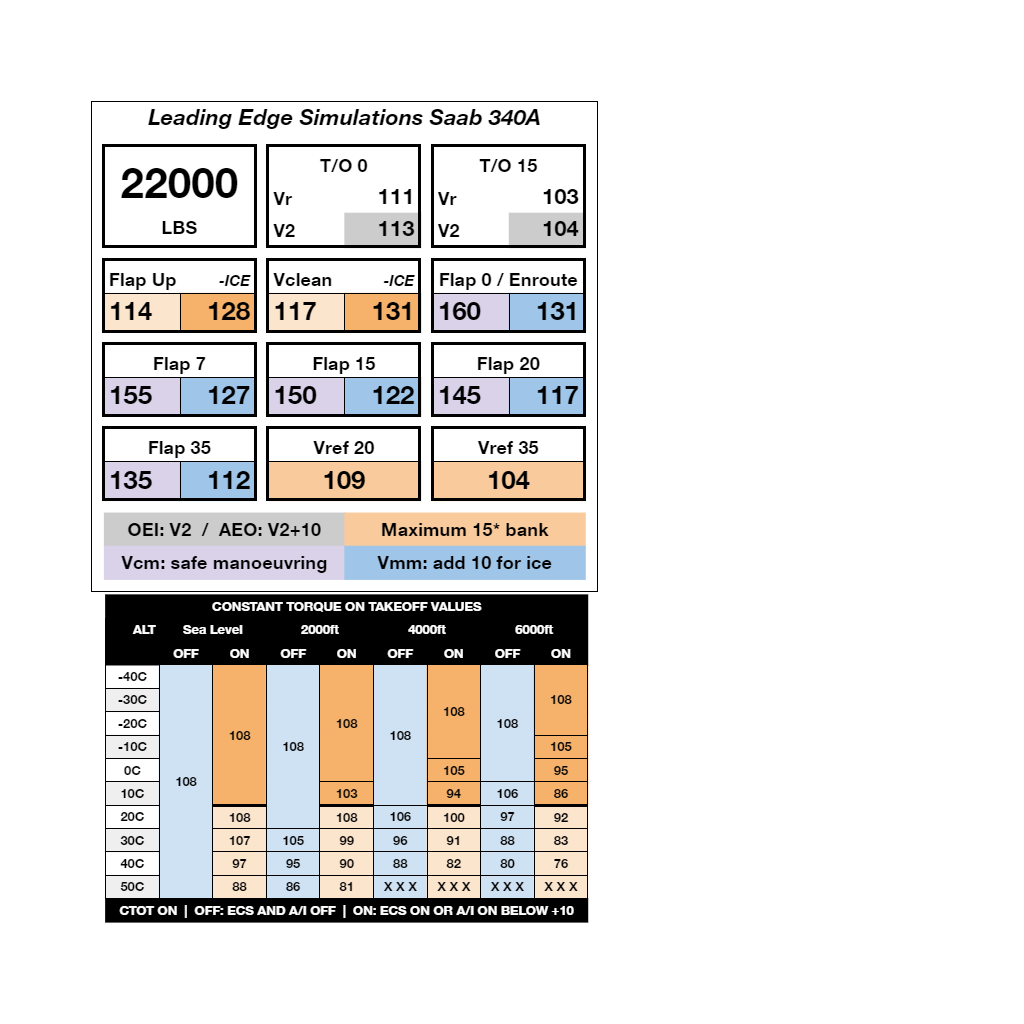 Leading Edge Simulations Saab 340A
22000
LBS
T/O 0
Vr 111
V2 113
T/O 15
Vr 103
V2 104
Flap Up -ICE
114 128
Vclean -ICE
117 131
Flap 0 / Enroute
160 131
Flap 7
155 127
Flap 15
150 122
Flap 20
145 117
Flap 35
135 112
Vref 20
109
Vref 35
104
OEI: V2 / AEO: V2+10
Maximum 15* bank
Vcm: safe manoeuvring
Vmm: add 10 for ice
CONSTANT TORQUE ON TAKEOFF VALUES
ALT Sea Level 2000ft 4000ft 6000ft
OFF ON OFF ON OFF ON OFF ON
-40C
-30C 108
-20C 108 108 108
-10C 108 108 108 105
0C 108 105 95
10C 103 94 106 86
20C 108 108 106 100 97 92
30C 107 105 99 96 91 88 83
40C 97 95 90 88 82 80 76
50C 88 86 81 X X X X X X X X X X X X
CTOT ON | OFF: ECS AND A/I OFF | ON: ECS ON OR A/I ON BELOW +10